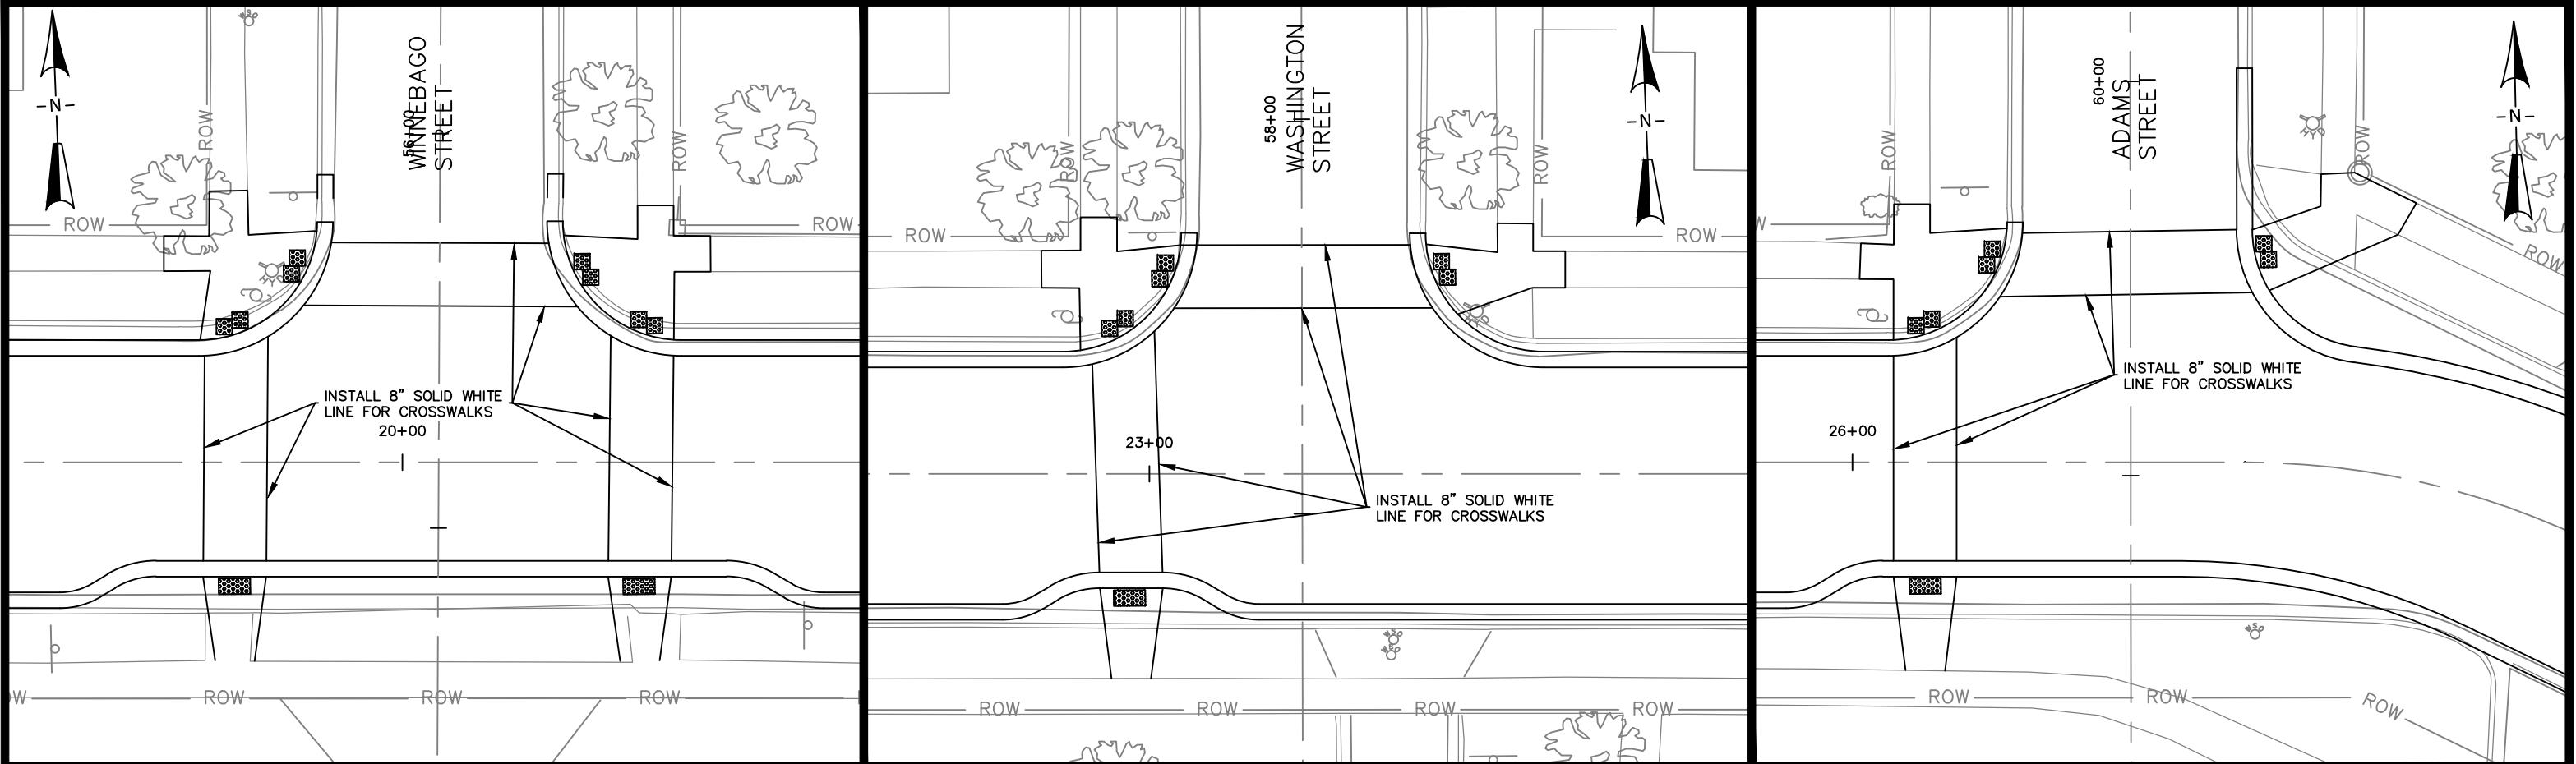 WINNEBAGO
STREET
56+00
-N-
ROW
ROW
ROW
ROW
INSTALL 8" SOLID WHITE
LINE FOR CROSSWALKS
20+00
ROW
ROW
ROW
WASHINGTON
STREET
58+00
-N-
ROW
ROW
ROW
ROW
23+00
INSTALL 8" SOLID WHITE
LINE FOR CROSSWALKS
ROW
ROW
ROW
ROW
60+00
ADAMS
STREET
-N-
ROW
ROW
ROW
INSTALL 8" SOLID WHITE
LINE FOR CROSSWALKS
26+00
ROW
ROW
ROW